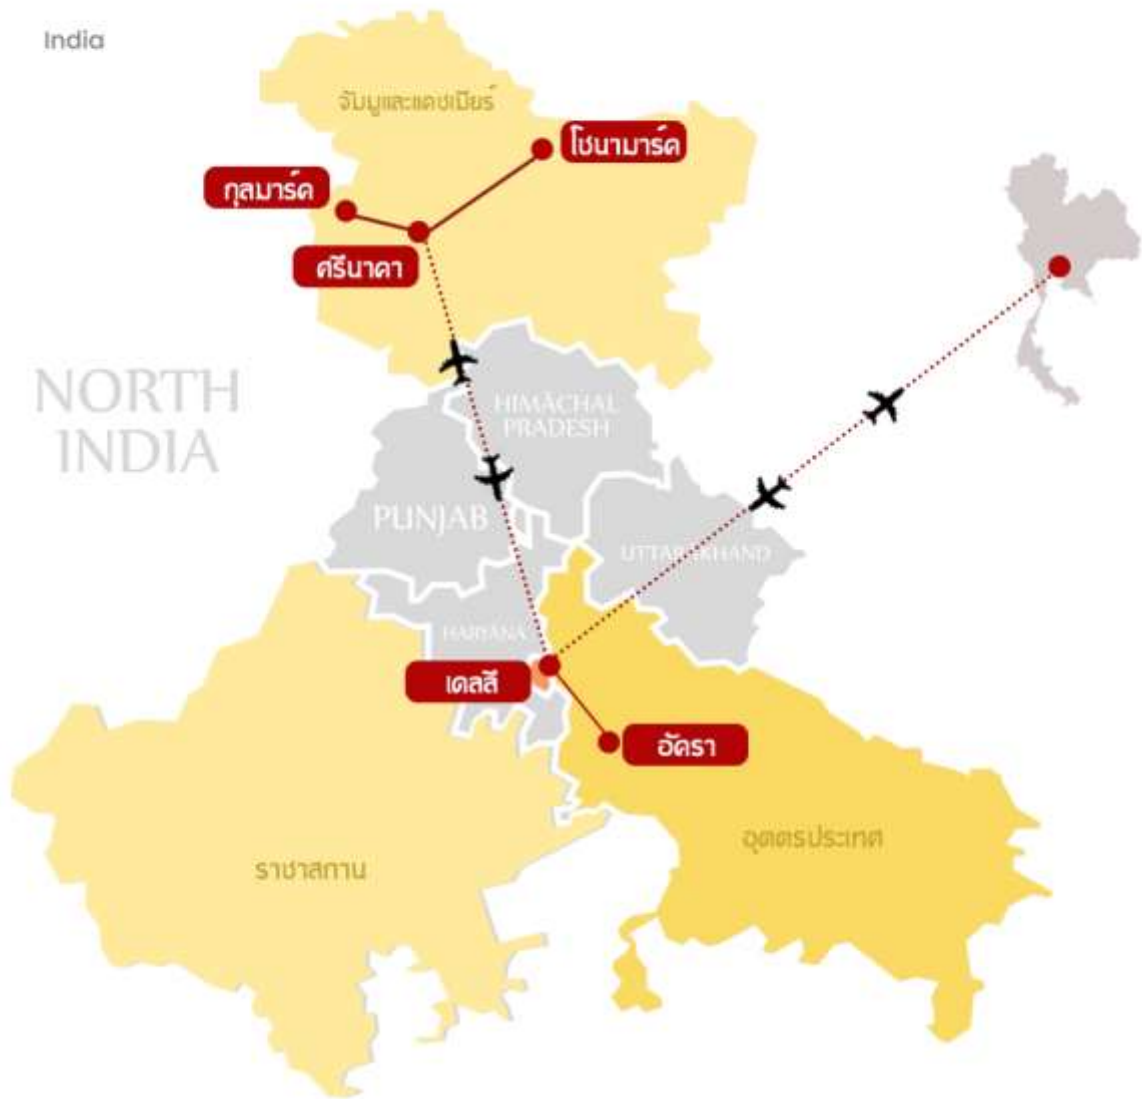 India
จัมมูและแคชเมียร์
โซนามาร์ค
กุลมาร์ค
ศรีนาคา
NORTH
INDIA
HIMACHAL
PRADESH
PUNJAB
UTTARAKHAND
HARYANA
เดลลี
อัครา
อุตตรประเทศ
ราชาสถาน